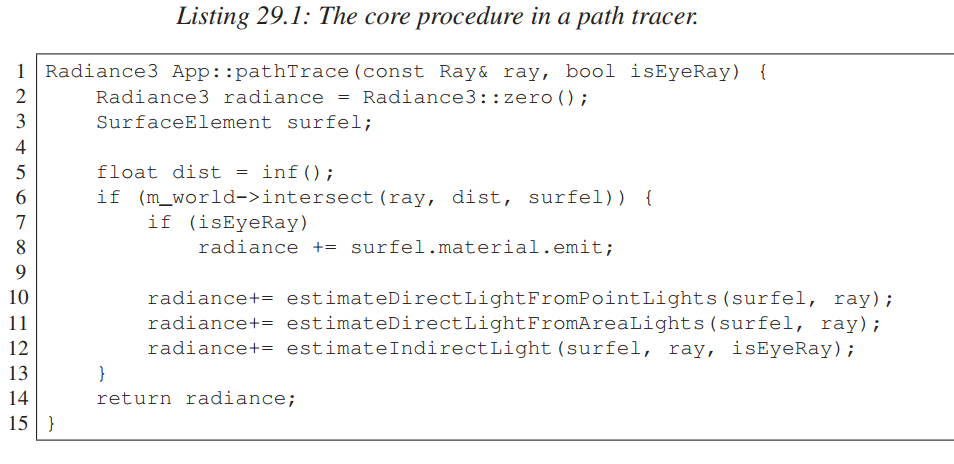 Listing 29.1: The core procedure in a path tracer.
1 Radiance3 App::pathTrace(const Ray& ray, bool isEyeRay) {
2     Radiance3 radiance = Radiance3::zero();
3     SurfaceElement surfel;
4
5     float dist = inf();
6     if (m_world->intersect(ray, dist, surfel)) {
7         if (isEyeRay)
8             radiance += surfel.material.emit;
9
10         radiance+= estimateDirectLightFromPointLights(surfel, ray);
11         radiance+= estimateDirectLightFromAreaLights(surfel, ray);
12         radiance+= estimateIndirectLight(surfel, ray, isEyeRay);
13     }
14     return radiance;
15 }